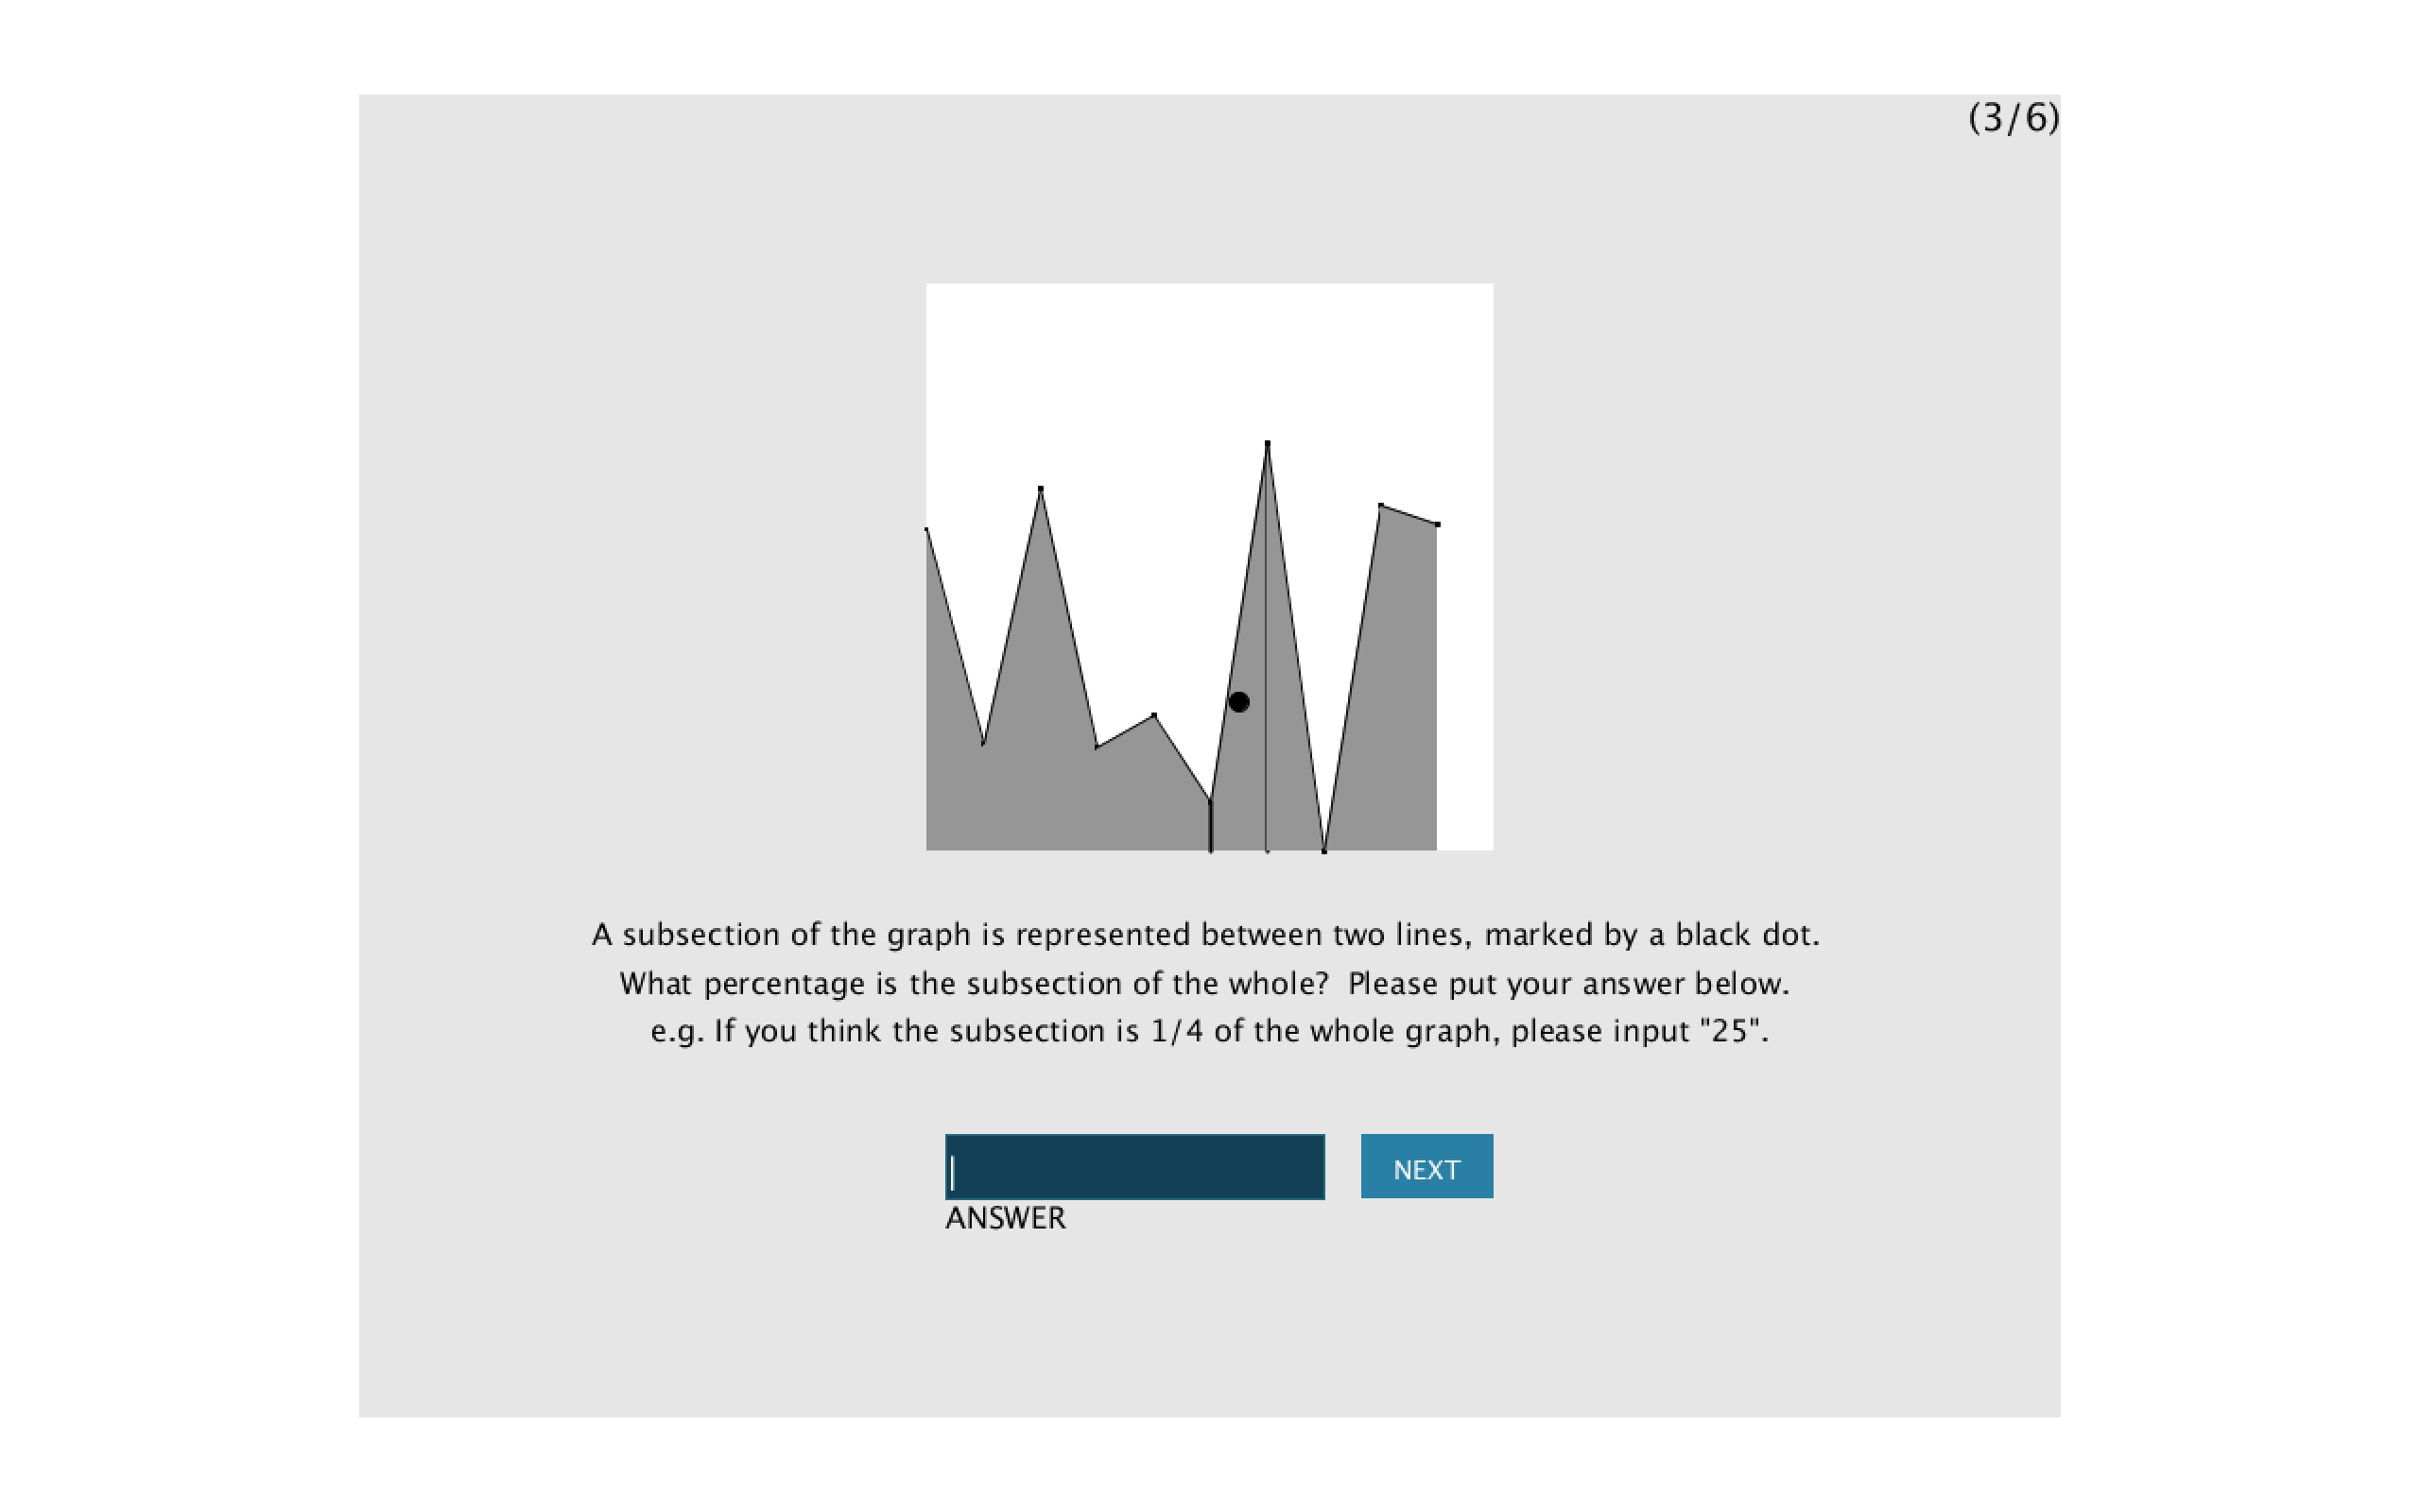 (3/6)
A subsection of the graph is represented between two lines, marked by a black dot.
What percentage is the subsection of the whole?  Please put your answer below.
e.g. If you think the subsection is 1/4 of the whole graph, please input "25".
NEXT
ANSWER